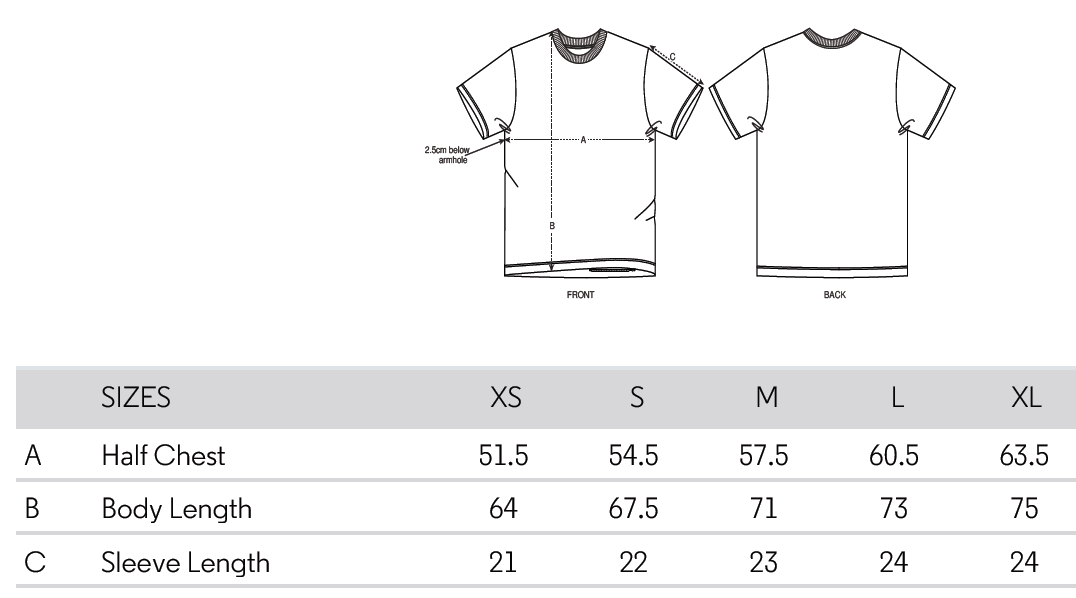 C
A
2.5cm below
armhole
B
FRONT
BACK
SIZES XS S M L XL
A Half Chest 51.5 54.5 57.5 60.5 63.5
B Body Length 64 67.5 71 73 75
C Sleeve Length 21 22 23 24 24